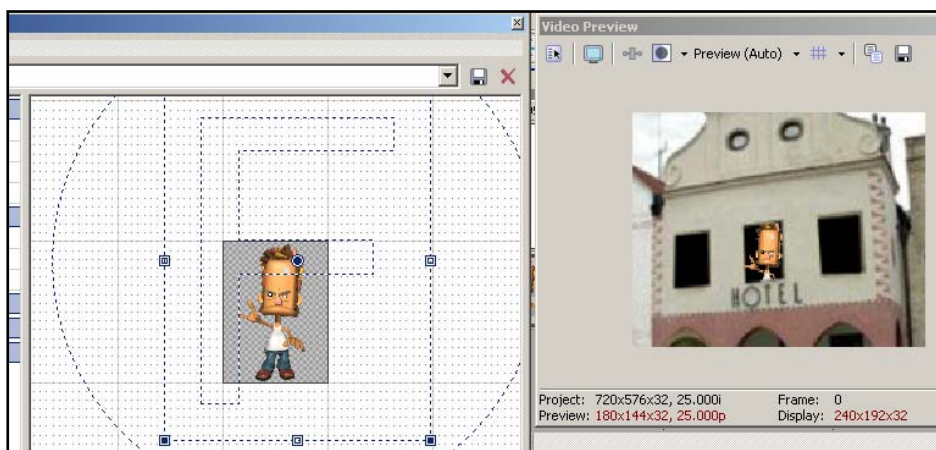 Video Preview
Preview (Auto)
HOTEL
Project: 720x576x32, 25.000i Frame: 0
Preview: 180x144x32, 25.000p Display: 240x192x32